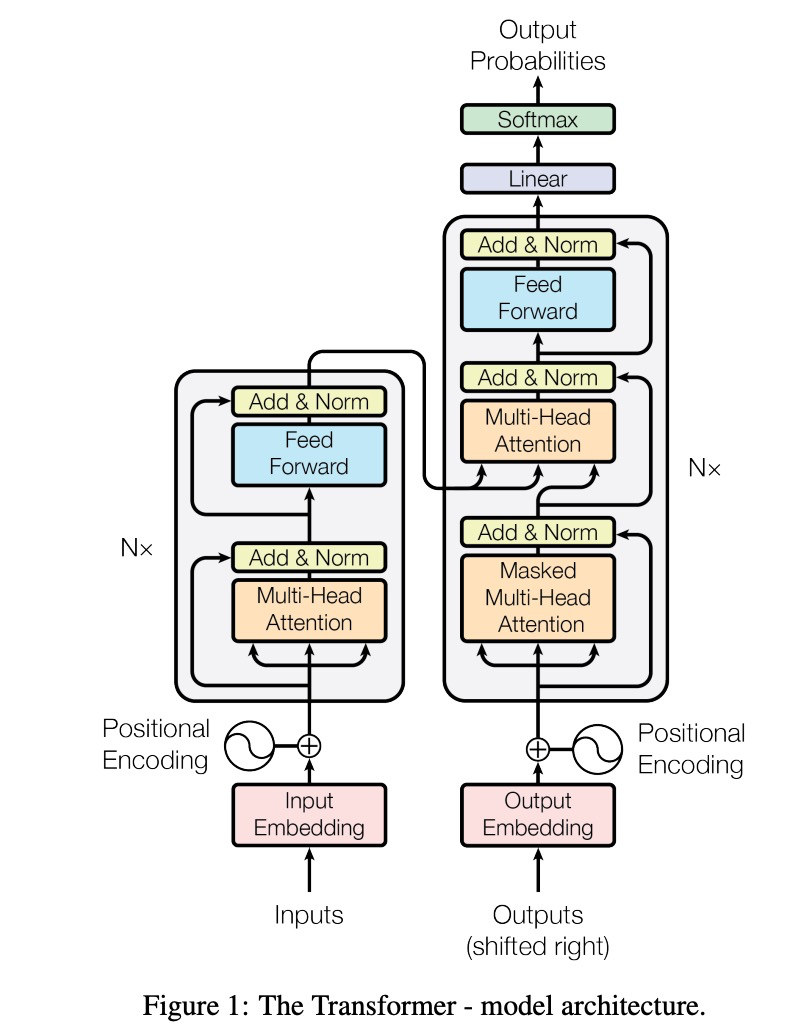 Output
Probabilities
Softmax
Linear
Add & Norm
Feed
Forward
Add & Norm
Multi-Head
Attention
Add & Norm
Masked
Multi-Head
Attention
N×
Add & Norm
Feed
Forward
Add & Norm
Multi-Head
Attention
N×
Positional
Encoding
Positional
Encoding
Input
Embedding
Output
Embedding
Inputs
Outputs
(shifted right)
Figure 1: The Transformer - model architecture.